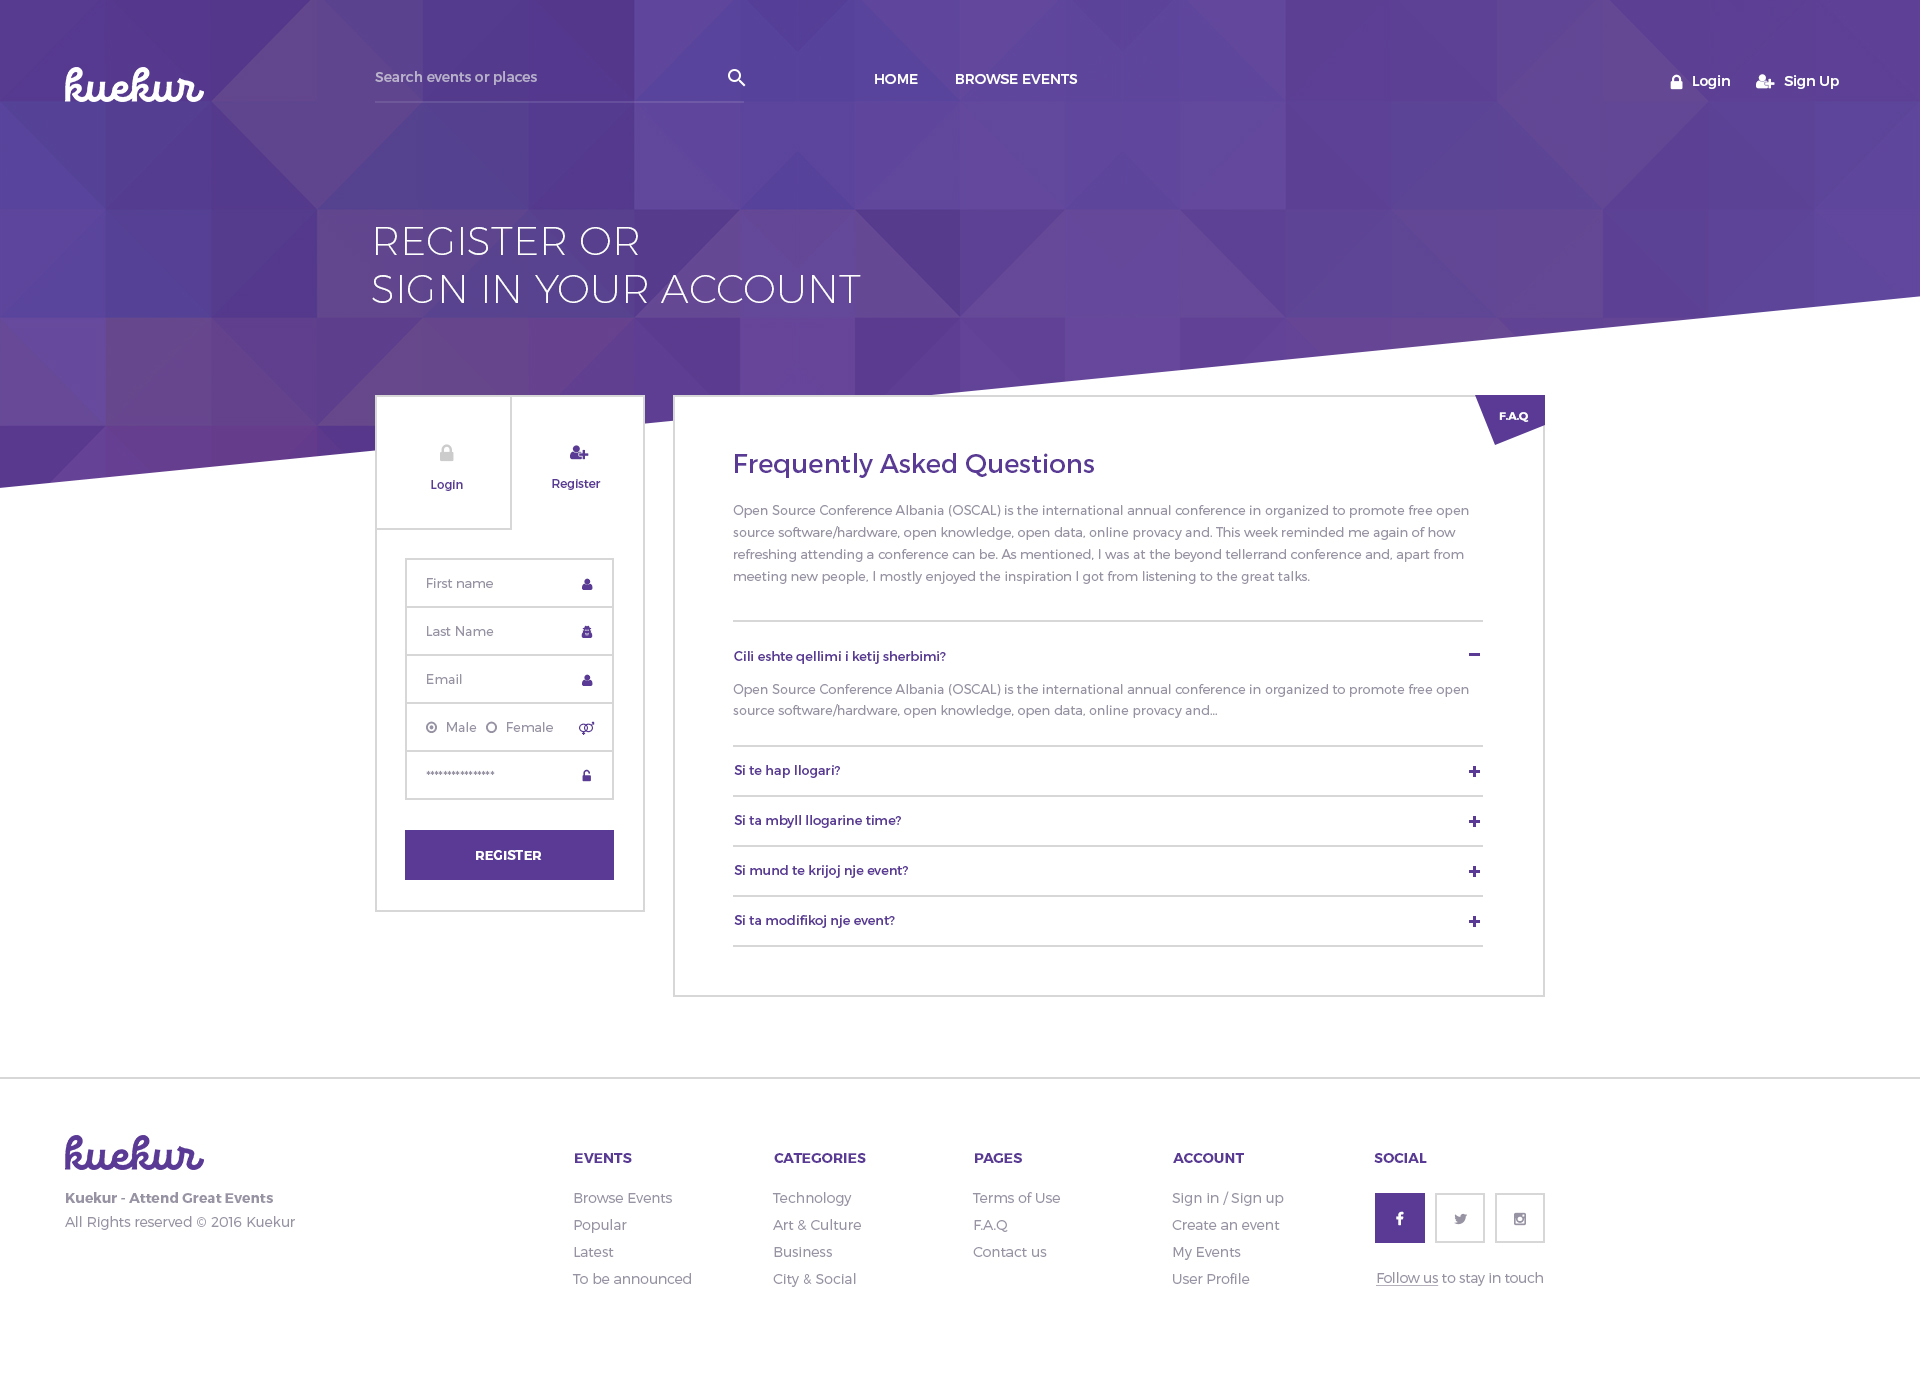 kuekur
Search events or places
HOME
BROWSE EVENTS
Login
Sign Up
REGISTER OR
SIGN IN YOUR ACCOUNT
Login
Register
First name
Last Name
Email
Male
Female
****************
REGISTER
F.A.Q
Frequently Asked Questions
Open Source Conference Albania (OSCAL) is the international annual conference in organized to promote free open
source software/hardware, open knowledge, open data, online provacy and. This week reminded me again of how
refreshing attending a conference can be. As mentioned, I was at the beyond tellerrand conference and, apart from
meeting new people, I mostly enjoyed the inspiration I got from listening to the great talks.
Cili eshte qellimi i ketij sherbimi?
Open Source Conference Albania (OSCAL) is the international annual conference in organized to promote free open
source software/hardware, open knowledge, open data, online provacy and...
Si te hap llogari?
Si ta mbyll llogarine time?
Si mund te krijoj nje event?
Si ta modifikoj nje event?
kuekur
Kuekur - Attend Great Events
All Rights reserved © 2016 Kuekur
EVENTS
Browse Events
Popular
Latest
To be announced
CATEGORIES
Technology
Art & Culture
Business
City & Social
PAGES
Terms of Use
F.A.Q
Contact us
ACCOUNT
Sign in / Sign up
Create an event
My Events
User Profile
SOCIAL
Follow us to stay in touch